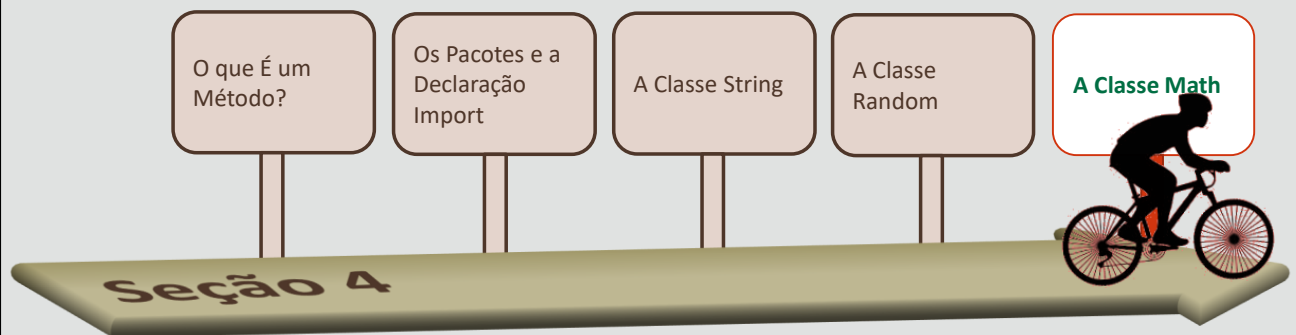 O que É um
Método?
Os Pacotes e a
Declaração
Import
A Classe String
A Classe
Random
A Classe Math
Seção 4